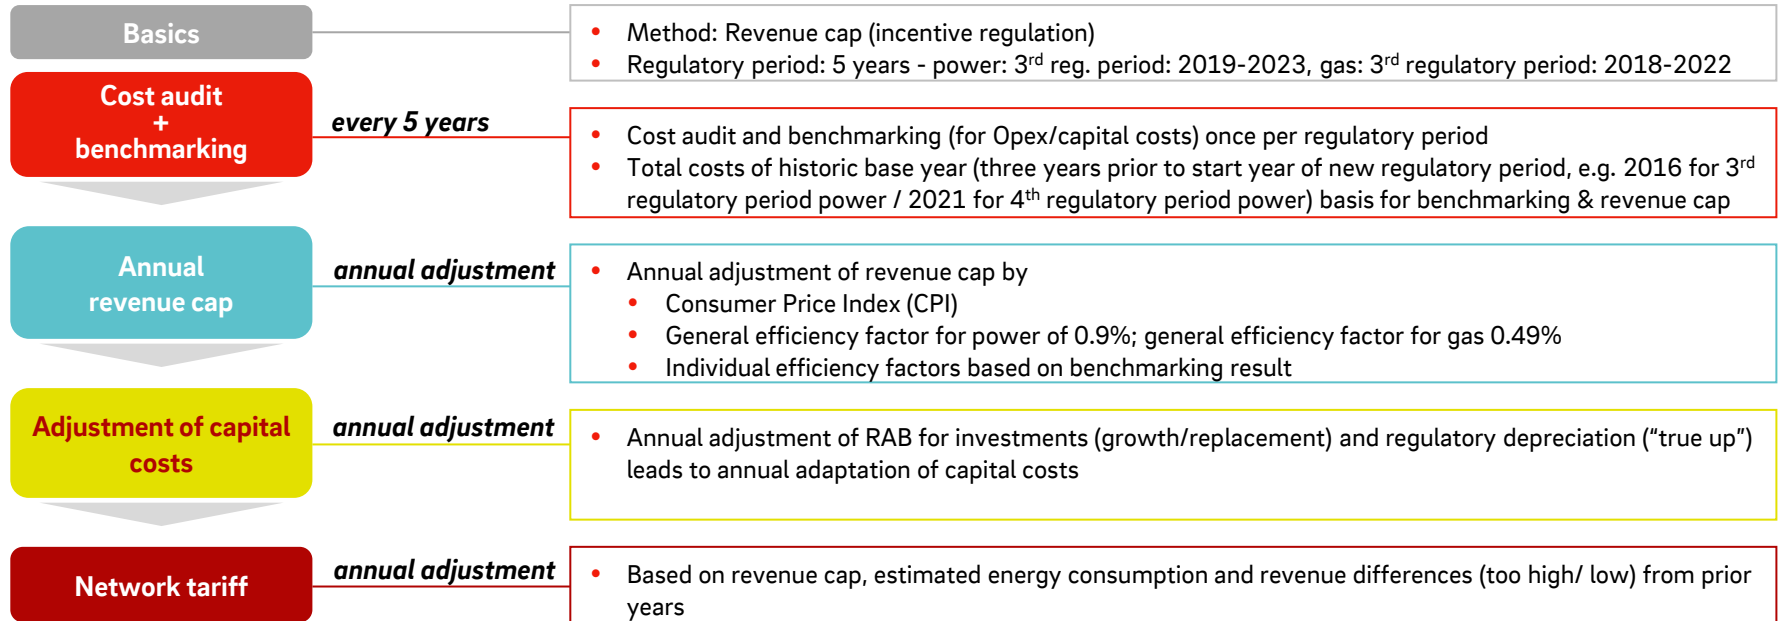 Basics
• Method: Revenue cap (incentive regulation)
• Regulatory period: 5 years - power: 3rd reg. period: 2019-2023, gas: 3rd regulatory period: 2018-2022
Cost audit
+
benchmarking
every 5 years
• Cost audit and benchmarking (for Opex/capital costs) once per regulatory period
• Total costs of historic base year (three years prior to start year of new regulatory period, e.g. 2016 for 3rd
regulatory period power / 2021 for 4th regulatory period power) basis for benchmarking & revenue cap
Annual
revenue cap
annual adjustment
• Annual adjustment of revenue cap by
• Consumer Price Index (CPI)
• General efficiency factor for power of 0.9%; general efficiency factor for gas 0.49%
• Individual efficiency factors based on benchmarking result
Adjustment of capital
costs
annual adjustment
• Annual adjustment of RAB for investments (growth/replacement) and regulatory depreciation (“true up”)
leads to annual adaptation of capital costs
Network tariff
annual adjustment
• Based on revenue cap, estimated energy consumption and revenue differences (too high/ low) from prior
years